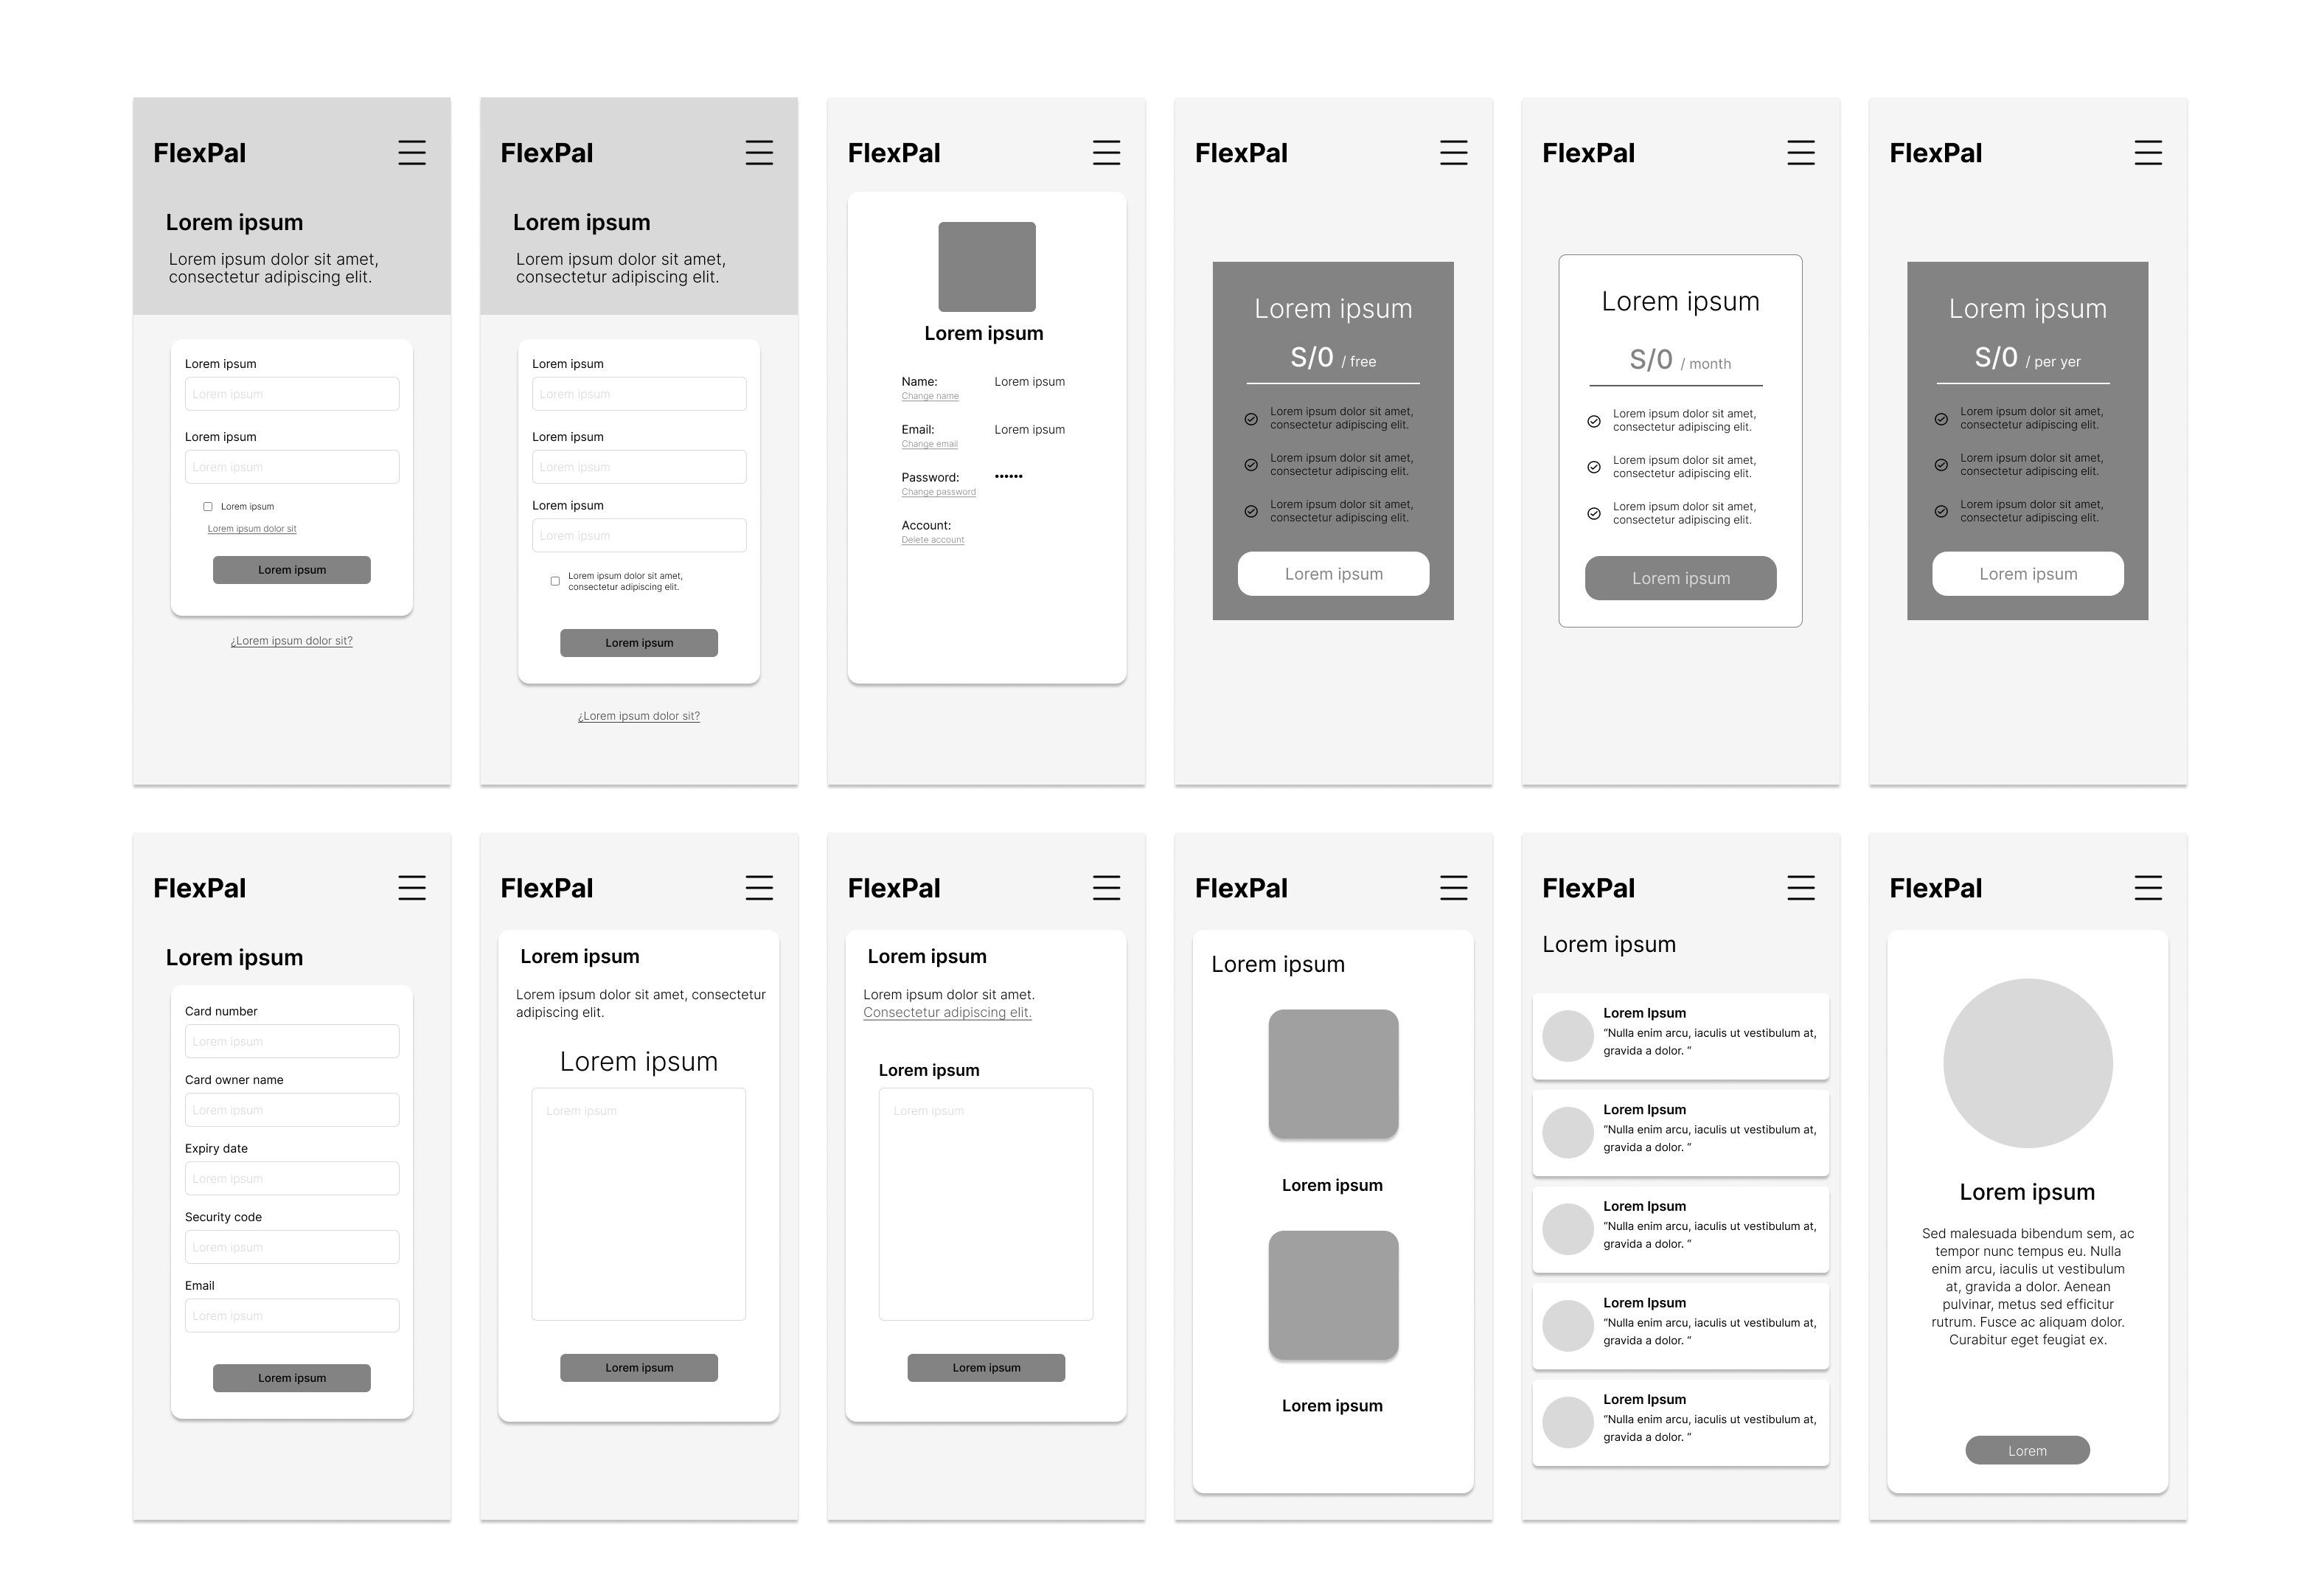 FlexPal
Lorem ipsum
Lorem ipsum dolor sit amet,
consectetur adipiscing elit.
Lorem ipsum
Lorem ipsum
Lorem ipsum
Lorem ipsum
Lorem ipsum
Lorem ipsum dolor sit
Lorem ipsum
¿Lorem ipsum dolor sit?
FlexPal
Lorem ipsum
Lorem ipsum dolor sit amet,
consectetur adipiscing elit.
Lorem ipsum
Lorem ipsum
Lorem ipsum
Lorem ipsum
Lorem ipsum
Lorem ipsum
Lorem ipsum dolor sit amet,
consectetur adipiscing elit.
Lorem ipsum
¿Lorem ipsum dolor sit?
FlexPal
Lorem ipsum
Name: Lorem ipsum
Change name
Email: Lorem ipsum
Change email
Password: ••••••
Change password
Account:
Delete account
FlexPal
Lorem ipsum
S/0 / free
Lorem ipsum dolor sit amet,
consectetur adipiscing elit.
Lorem ipsum dolor sit amet,
consectetur adipiscing elit.
Lorem ipsum dolor sit amet,
consectetur adipiscing elit.
Lorem ipsum
FlexPal
Lorem ipsum
S/0 / month
Lorem ipsum dolor sit amet,
consectetur adipiscing elit.
Lorem ipsum dolor sit amet,
consectetur adipiscing elit.
Lorem ipsum dolor sit amet,
consectetur adipiscing elit.
Lorem ipsum
FlexPal
Lorem ipsum
S/0 / per yer
Lorem ipsum dolor sit amet,
consectetur adipiscing elit.
Lorem ipsum dolor sit amet,
consectetur adipiscing elit.
Lorem ipsum dolor sit amet,
consectetur adipiscing elit.
Lorem ipsum
FlexPal
Lorem ipsum
Card number
Lorem ipsum
Card owner name
Lorem ipsum
Expiry date
Lorem ipsum
Security code
Lorem ipsum
Email
Lorem ipsum
Lorem ipsum
FlexPal
Lorem ipsum
Lorem ipsum dolor sit amet, consectetur
adipiscing elit.
Lorem ipsum
Lorem ipsum
Lorem ipsum
FlexPal
Lorem ipsum
Lorem ipsum dolor sit amet.
Consectetur adipiscing elit.
Lorem ipsum
Lorem ipsum
Lorem ipsum
FlexPal
Lorem ipsum
Lorem ipsum
Lorem ipsum
FlexPal
Lorem ipsum
Lorem Ipsum
“Nulla enim arcu, iaculis ut vestibulum at,
gravida a dolor. “
Lorem Ipsum
“Nulla enim arcu, iaculis ut vestibulum at,
gravida a dolor. “
Lorem Ipsum
“Nulla enim arcu, iaculis ut vestibulum at,
gravida a dolor. “
Lorem Ipsum
“Nulla enim arcu, iaculis ut vestibulum at,
gravida a dolor. “
Lorem Ipsum
“Nulla enim arcu, iaculis ut vestibulum at,
gravida a dolor. “
FlexPal
Lorem ipsum
Sed malesuada bibendum sem, ac
tempor nunc tempus eu. Nulla
enim arcu, iaculis ut vestibulum
at, gravida a dolor. Aenean
pulvinar, metus sed efficitur
rutrum. Fusce ac aliquam dolor.
Curabitur eget feugiat ex.
Lorem